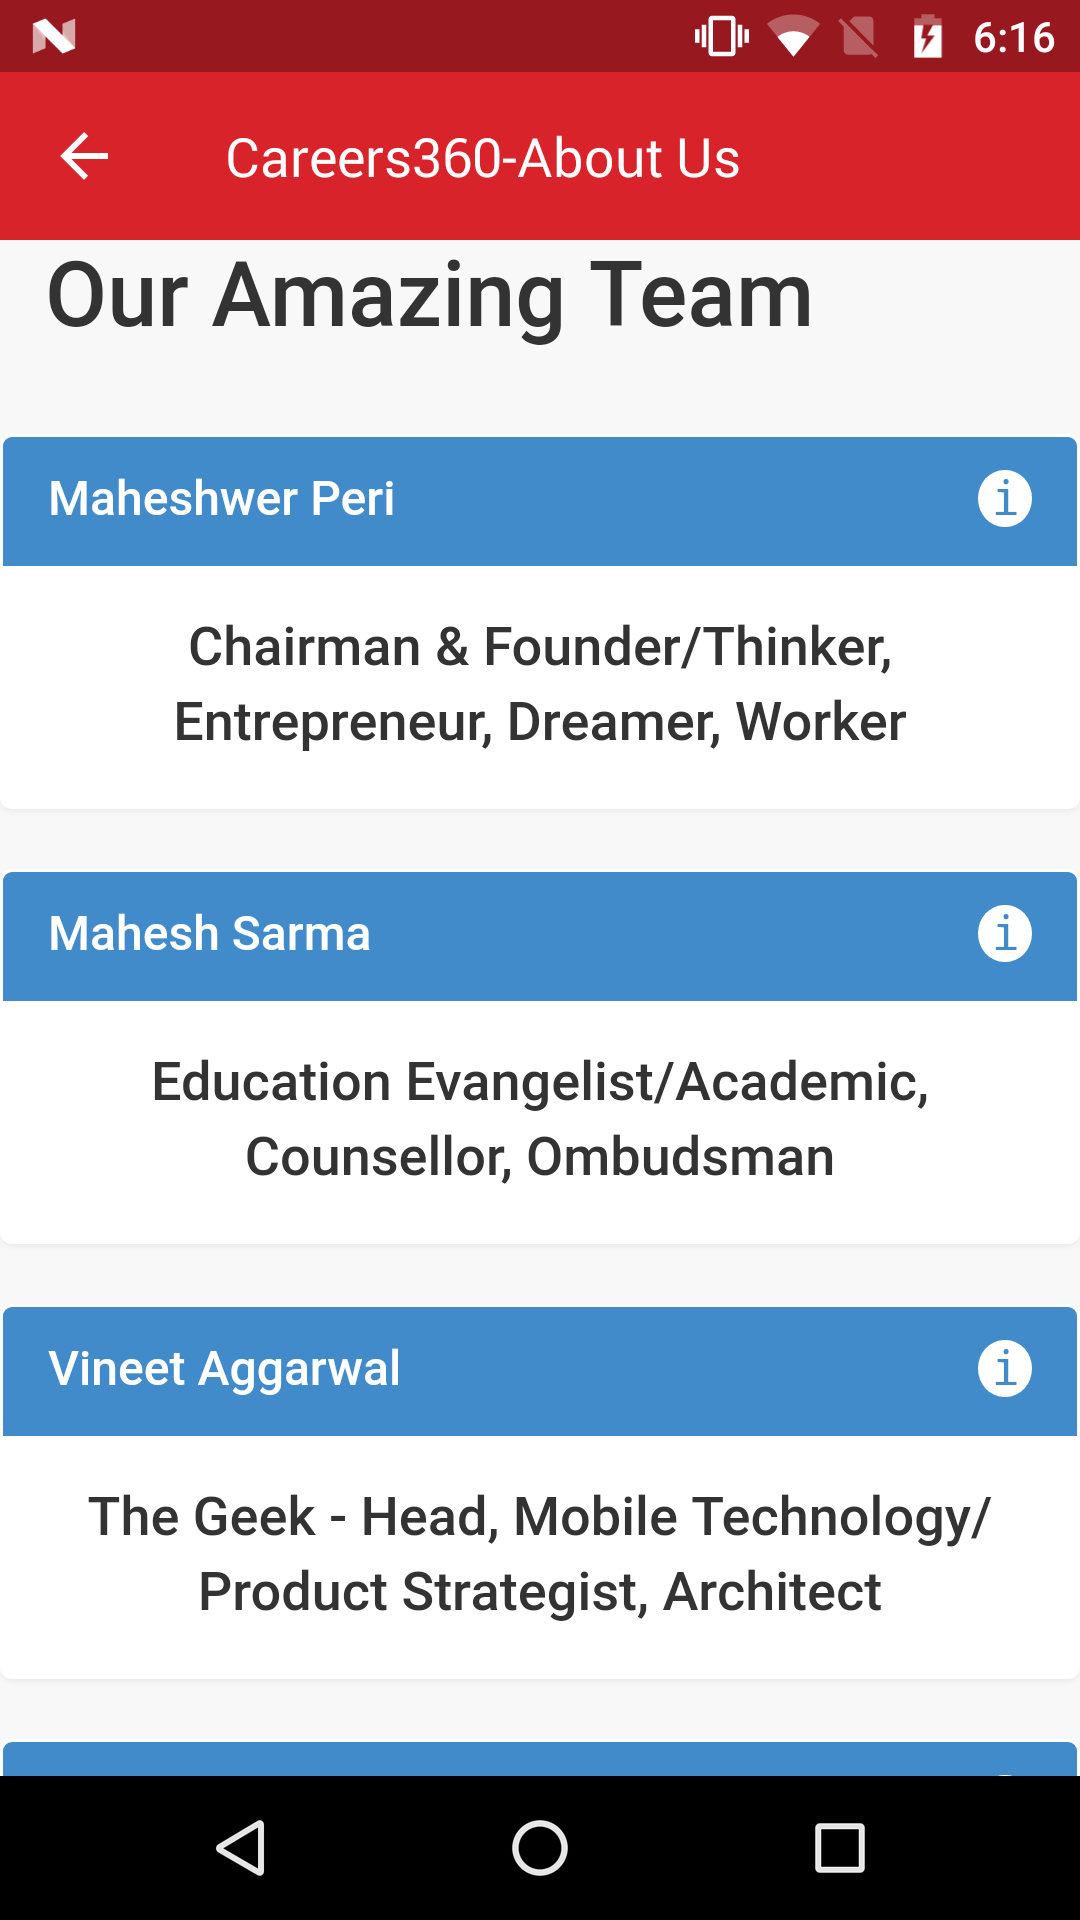 6:16
Careers360-About Us
Our Amazing Team
Maheshwer Peri
i
Chairman & Founder/Thinker,
Entrepreneur, Dreamer, Worker
Mahesh Sarma
i
Education Evangelist/Academic,
Counsellor, Ombudsman
Vineet Aggarwal
i
The Geek - Head, Mobile Technology/
Product Strategist, Architect